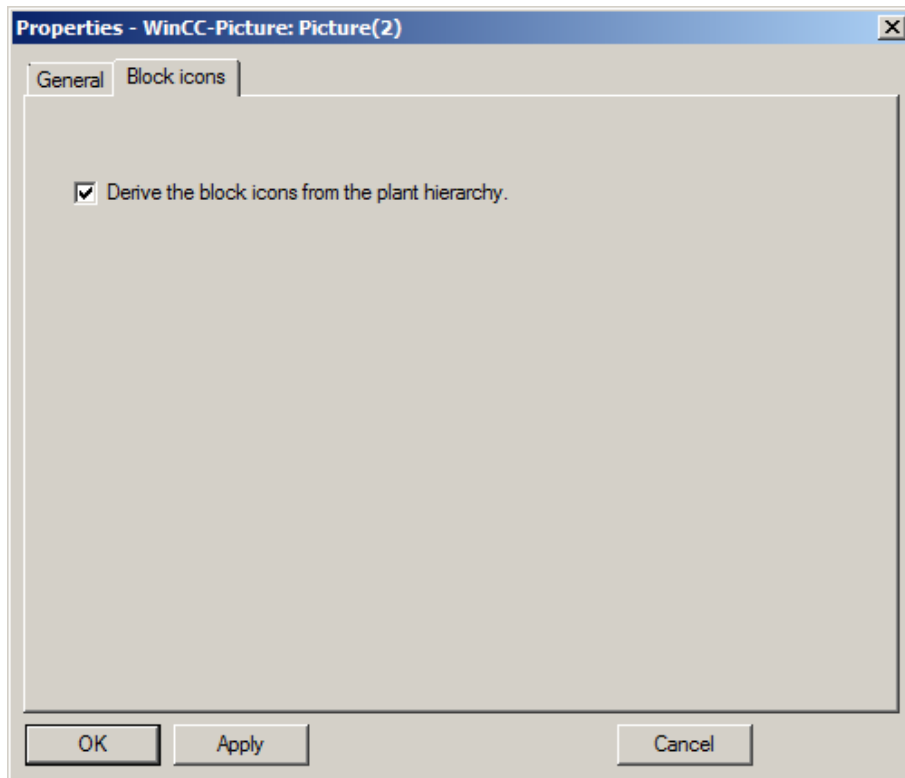 Properties - WinCC-Picture: Picture(2)
General Block icons
Derive the block icons from the plant hierarchy.
OK Apply Cancel